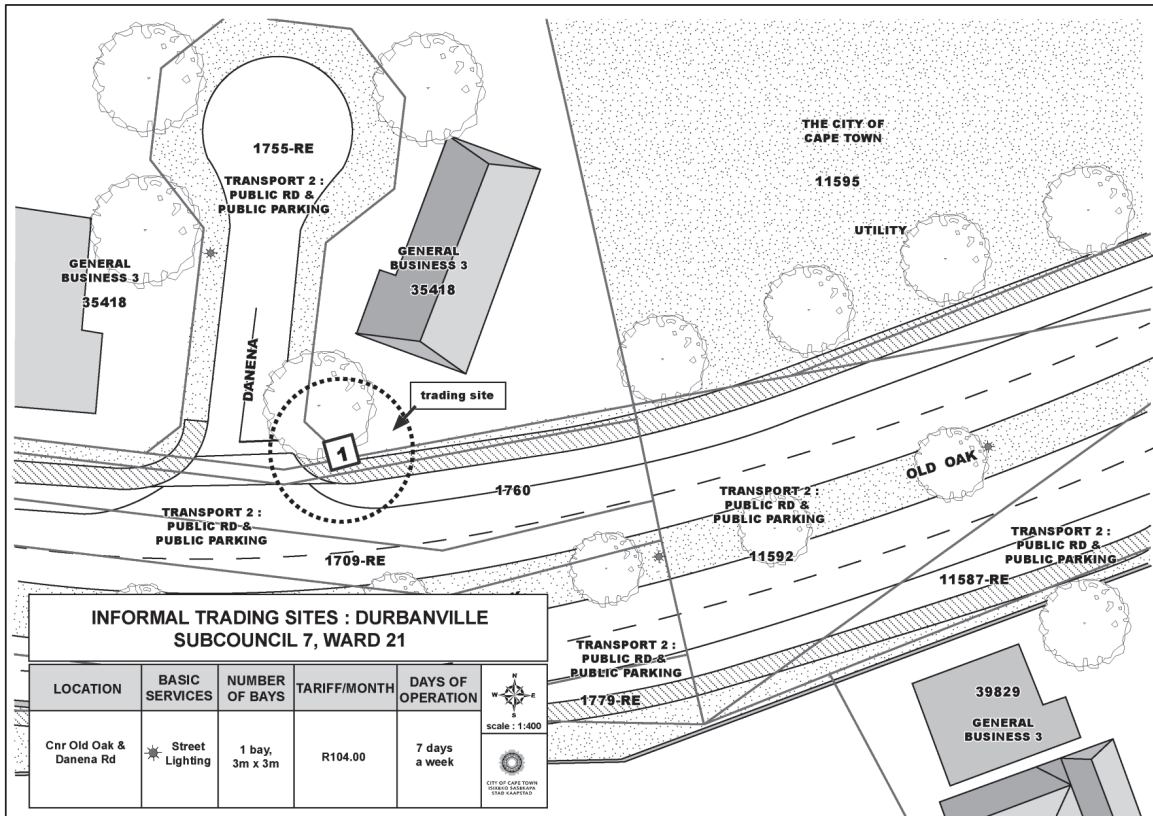 1755-RE
TRANSPORT 2 :
PUBLIC RD &
PUBLIC PARKING
THE CITY OF
CAPE TOWN
11595
UTILITY
GENERAL
BUSINESS 3
35418
GENERAL
BUSINESS 3
35418
DANENA
trading site
1
1760
OLD OAK
TRANSPORT 2 :
PUBLIC RD &
PUBLIC PARKING
1709-RE
TRANSPORT 2 :
PUBLIC RD &
PUBLIC PARKING
11592
TRANSPORT 2 :
PUBLIC RD &
PUBLIC PARKING
11587-RE
TRANSPORT 2 :
PUBLIC RD &
PUBLIC PARKING
1779-RE
39829
GENERAL
BUSINESS 3
INFORMAL TRADING SITES : DURBANVILLE
SUBCOUNCIL 7, WARD 21
LOCATION
BASIC
SERVICES
NUMBER
OF BAYS
TARIFF/MONTH
DAYS OF
OPERATION
Cnr Old Oak &
Danena Rd
Street
Lighting
1 bay,
3m x 3m
R104.00
7 days
a week
N
W E
S
scale : 1:400
CITY OF CAPE TOWN
ISIXEKO SASEKAPA
STAD KAAPSTAD